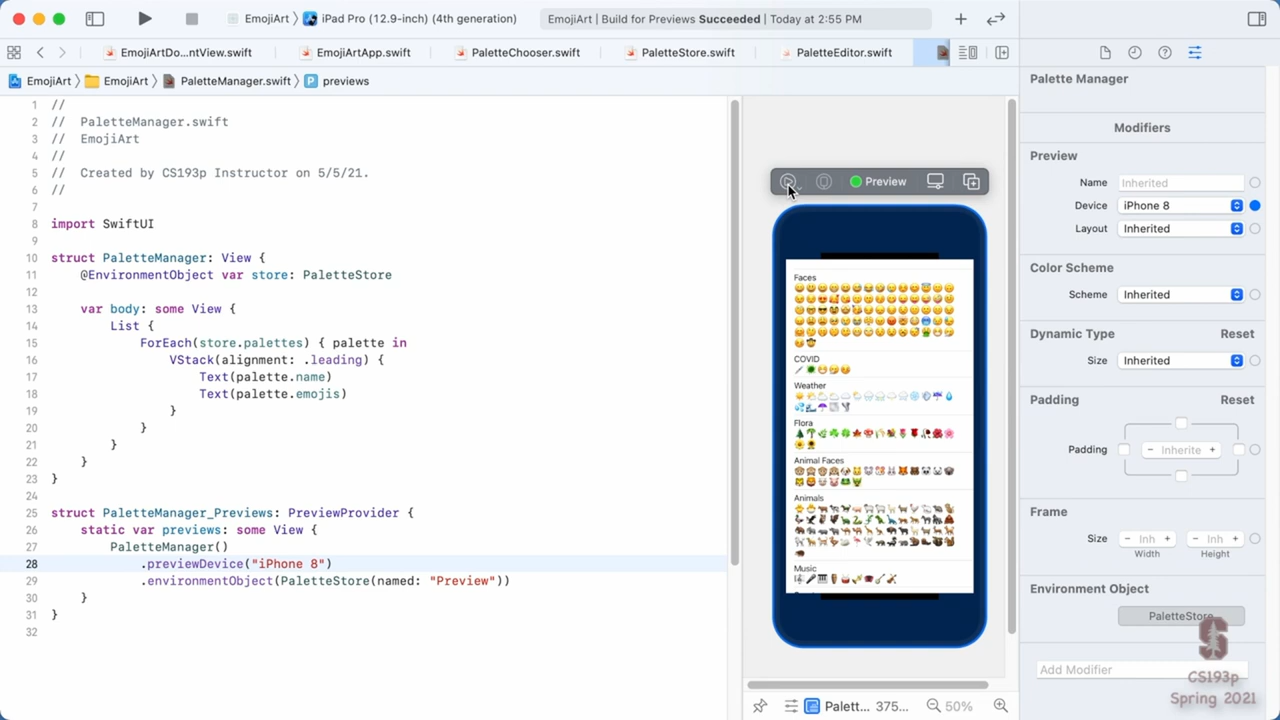 EmojiArt 〉 iPad Pro (12.9-inch) (4th generation)
EmojiArt | Build for Previews Succeeded | Today at 2:55 PM
EmojiArtDo...ntView.swift
EmojiArtApp.swift
PaletteChooser.swift
PaletteStore.swift
PaletteEditor.swift
EmojiArt 〉 EmojiArt 〉 PaletteManager.swift 〉 P previews
1 //
2 //  PaletteManager.swift
3 //  EmojiArt
4 //
5 //  Created by CS193p Instructor on 5/5/21.
6 //
7
8 import SwiftUI
9
10 struct PaletteManager: View {
11     @EnvironmentObject var store: PaletteStore
12
13     var body: some View {
14         List {
15             ForEach(store.palettes) { palette in
16                 VStack(alignment: .leading) {
17                     Text(palette.name)
18                     Text(palette.emojis)
19                 }
20             }
21         }
22     }
23 }
24
25 struct PaletteManager_Previews: PreviewProvider {
26     static var previews: some View {
27         PaletteManager()
28             .previewDevice("iPhone 8")
29             .environmentObject(PaletteStore(named: "Preview"))
30     }
31 }
32
Preview
Faces
COVID
Weather
Flora
Animal Faces
Animals
Music
Palett... 375...
50%
Palette Manager
Modifiers
Preview
Name Inherited
Device iPhone 8
Layout Inherited
Color Scheme
Scheme Inherited
Dynamic Type Reset
Size Inherited
Padding Reset
Padding − Inherite +
Frame
Size − Inh + − Inh +
Width Height
Environment Object
PaletteStore
Add Modifier
CS193p
Spring 2021